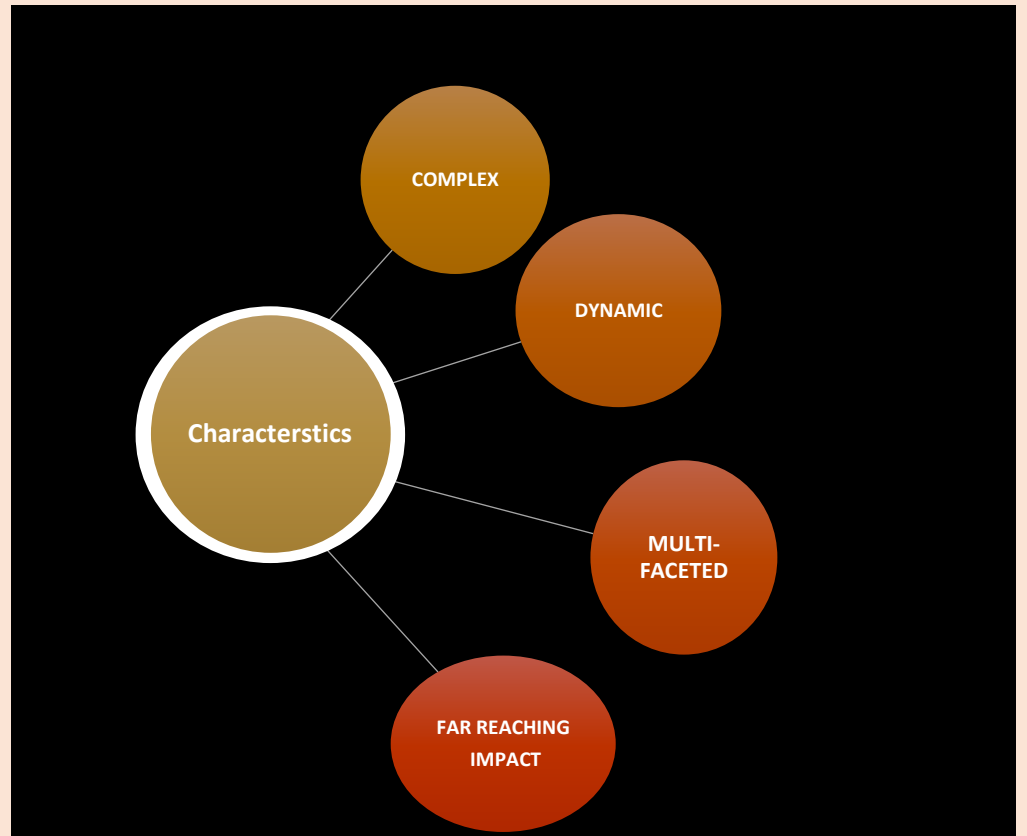 COMPLEX
DYNAMIC
Characterstics
MULTI-
FACETED
FAR REACHING
IMPACT